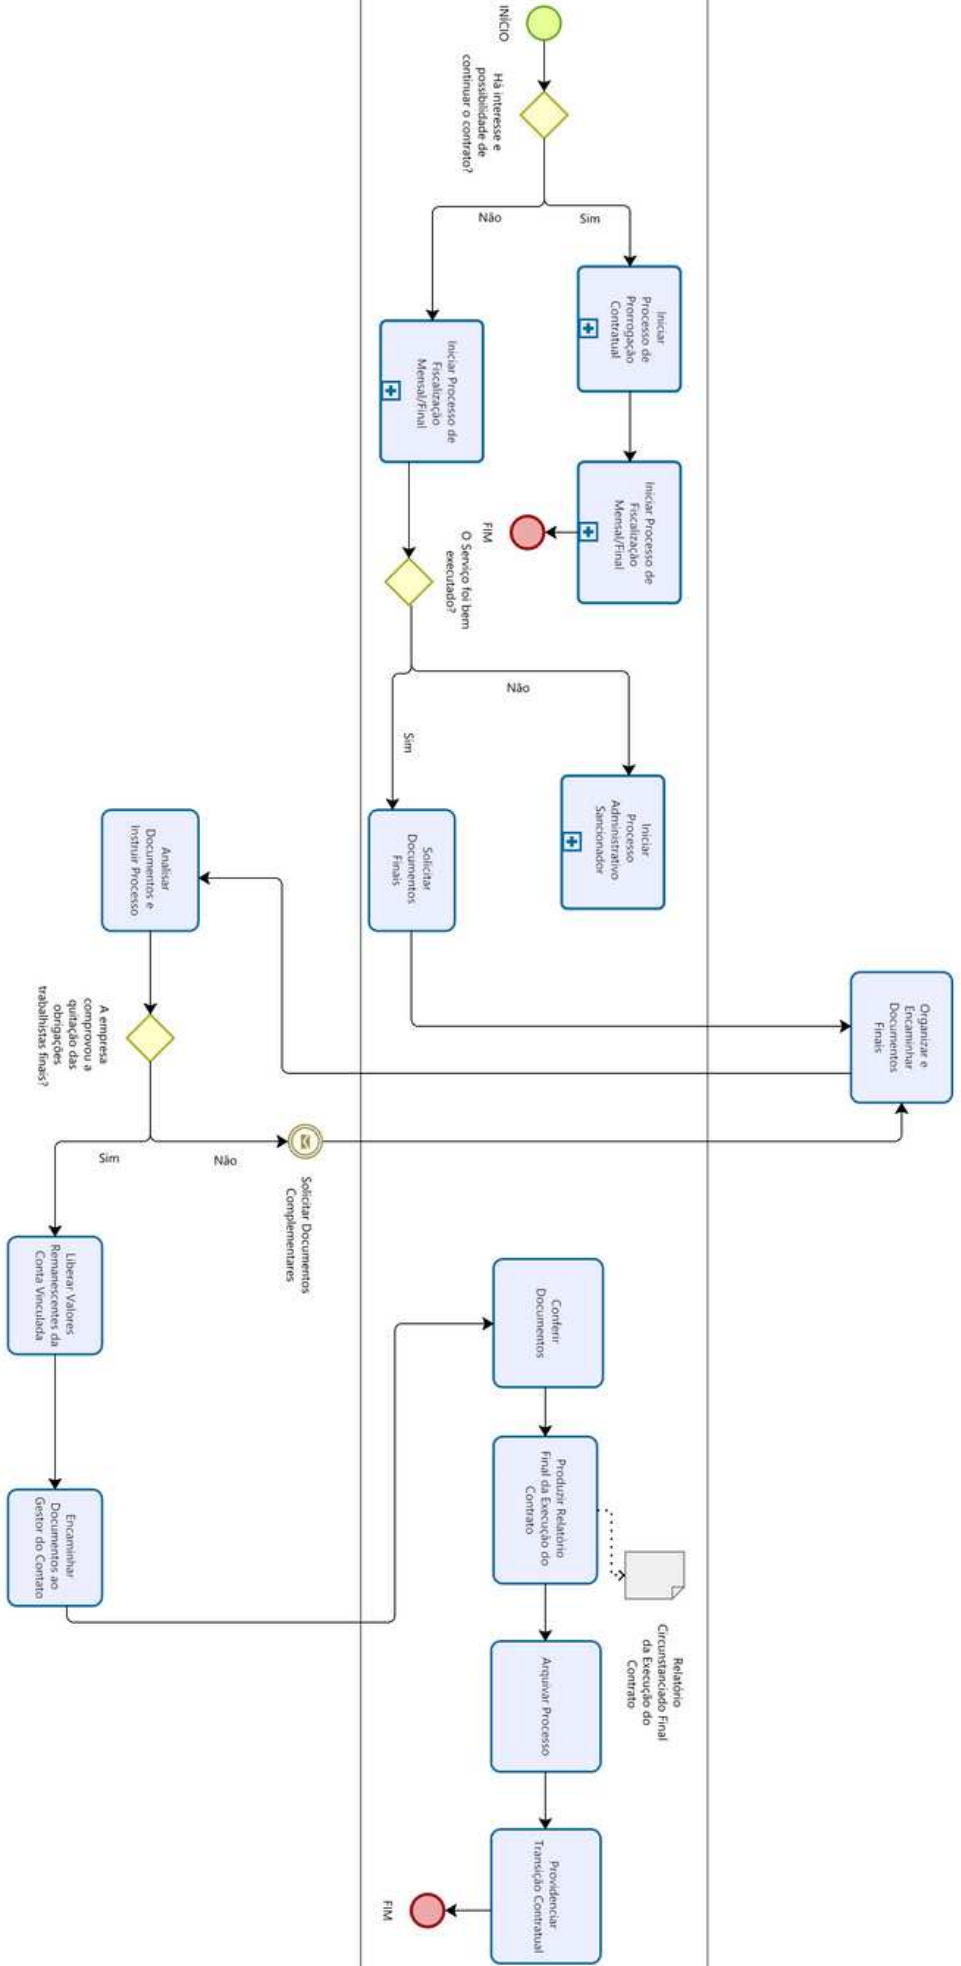 INÍCIO
Há interesse e
possibilidade de
continuar o contrato?
Sim
Não
Iniciar
Processo de
Prorrogação
Contratual
Iniciar Processo de
Fiscalização
Mensal/Final
FIM
Iniciar Processo de
Fiscalização
Mensal/Final
O Serviço foi bem
executado?
Não
Sim
Iniciar
Processo
Administrativo
Sancionador
Solicitar
Documentos
Finais
Organizar e
Encaminhar
Documentos
Finais
Analisar
Documentos e
Instruir Processo
A empresa
comprovou a
quitação das
obrigações
trabalhistas finais?
Não
Sim
Solicitar Documentos
Complementares
Liberar Valores
Remanescentes da
Conta Vinculada
Encaminhar
Documentos ao
Gestor do Contato
Conferir
Documentos
Produzir Relatório
Final da Execução do
Contrato
Relatório
Circunstanciado Final
da Execução do
Contrato
Arquivar Processo
Providenciar
Transição Contratual
FIM